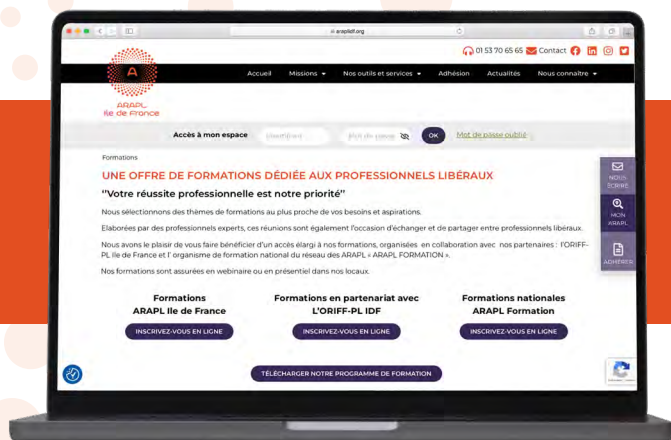 araplidf.org
01 53 70 65 65 Contact
A
ARAPL
Ile de France
Accueil Missions Nos outils et services Adhésion Actualités Nous connaître
Accès à mon espace Identifiant Mot de passe OK Mot de passe oublié
Formations
UNE OFFRE DE FORMATIONS DÉDIÉE AUX PROFESSIONNELS LIBÉRAUX
"Votre réussite professionnelle est notre priorité"
Nous sélectionnons des thèmes de formations au plus proche de vos besoins et aspirations.
Elaborées par des professionnels experts, ces réunions sont également l'occasion d'échanger et de partager entre professionnels libéraux.
Nous avons le plaisir de vous faire bénéficier d'un accès élargi à nos formations, organisées en collaboration avec nos partenaires : l'ORIFF-
PL Ile de France et l' organisme de formation national du réseau des ARAPL « ARAPL FORMATION ».
Nos formations sont assurées en webinaire ou en présentiel dans nos locaux.
NOUS
ÉCRIRE
MON
ARAPL
ADHÉRER
Formations
ARAPL Ile de France
INSCRIVEZ-VOUS EN LIGNE
Formations en partenariat avec
L'ORIFF-PL IDF
INSCRIVEZ-VOUS EN LIGNE
Formations nationales
ARAPL Formation
INSCRIVEZ-VOUS EN LIGNE
TÉLÉCHARGER NOTRE PROGRAMME DE FORMATION